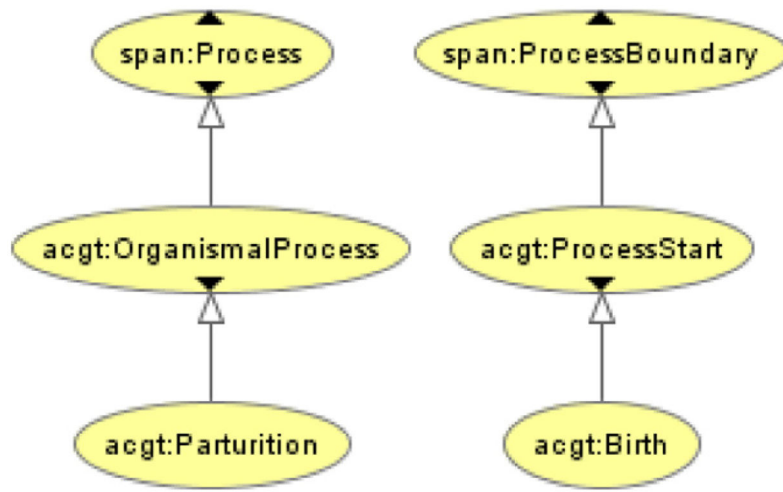 span:Process
span:ProcessBoundary
acgt:OrganismalProcess
acgt:ProcessStart
acgt:Parturition
acgt:Birth